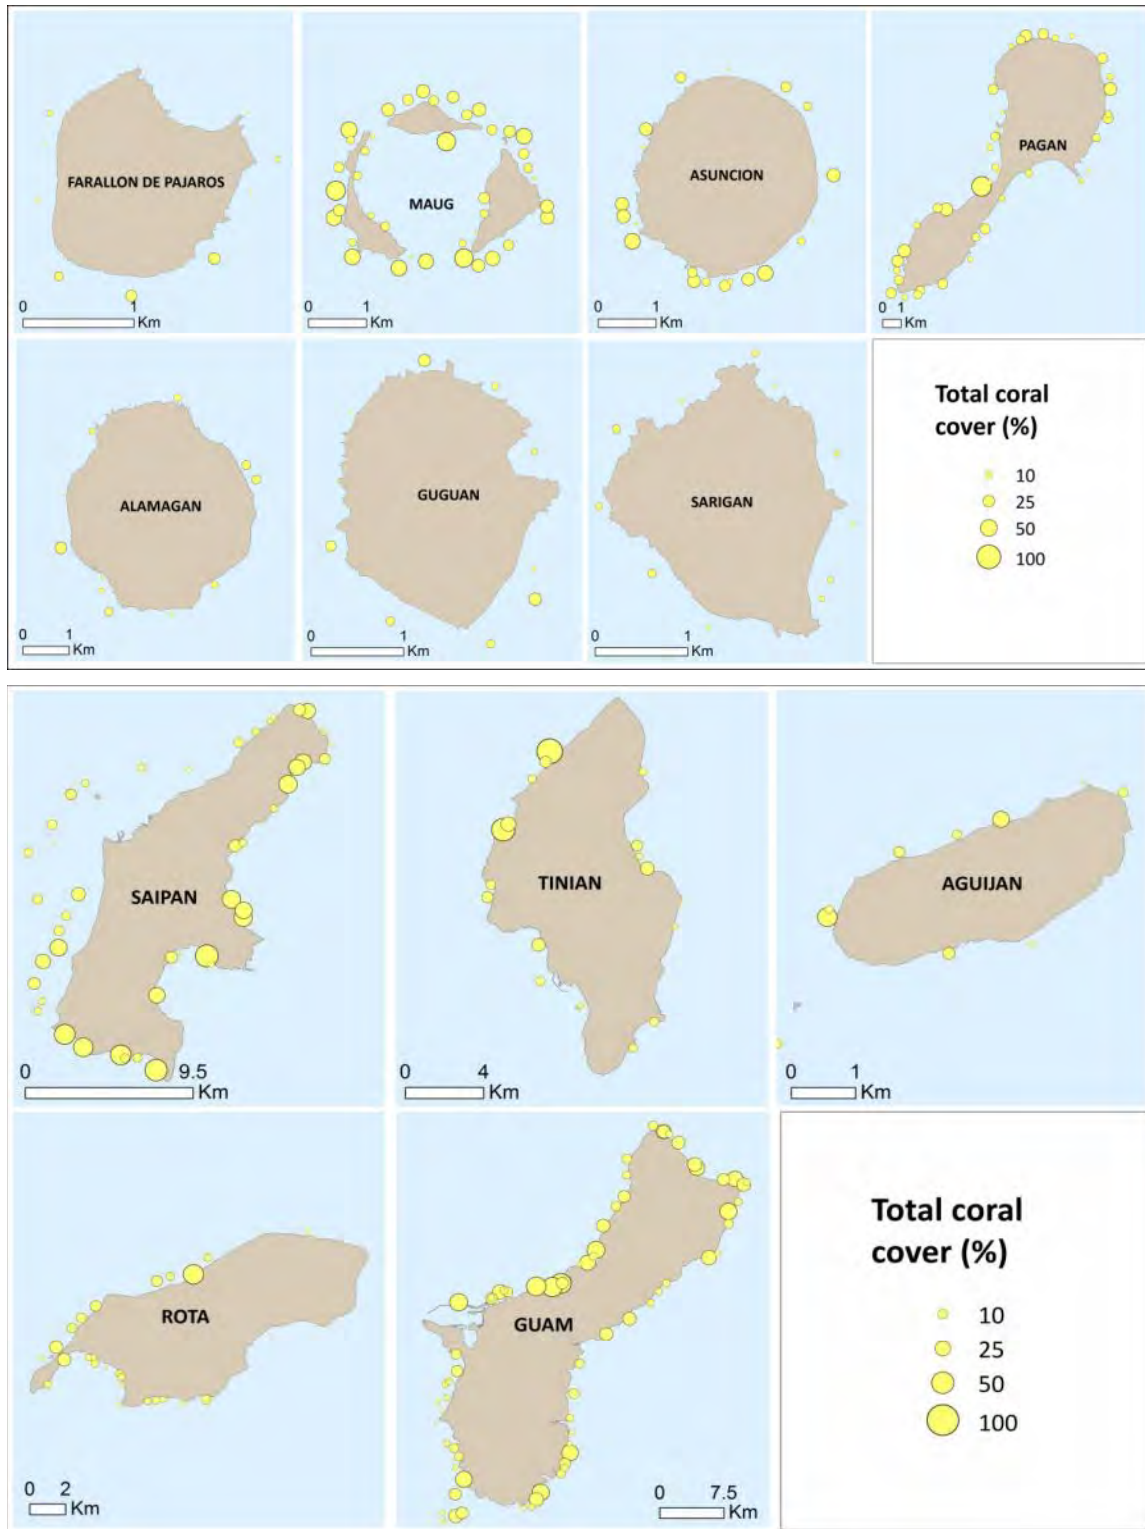 FARALLON DE PAJAROS
0 1
Km
MAUG
0 1
Km
ASUNCION
0 1
Km
PAGAN
0 1
Km
ALAMAGAN
0 1
Km
GUGUAN
0 1
Km
SARIGAN
0 1
Km
Total coral
cover (%)
10
25
50
100
SAIPAN
0 9.5
Km
TINIAN
0 4
Km
AGUIJAN
0 1
Km
ROTA
0 2
Km
GUAM
0 7.5
Km
Total coral
cover (%)
10
25
50
100